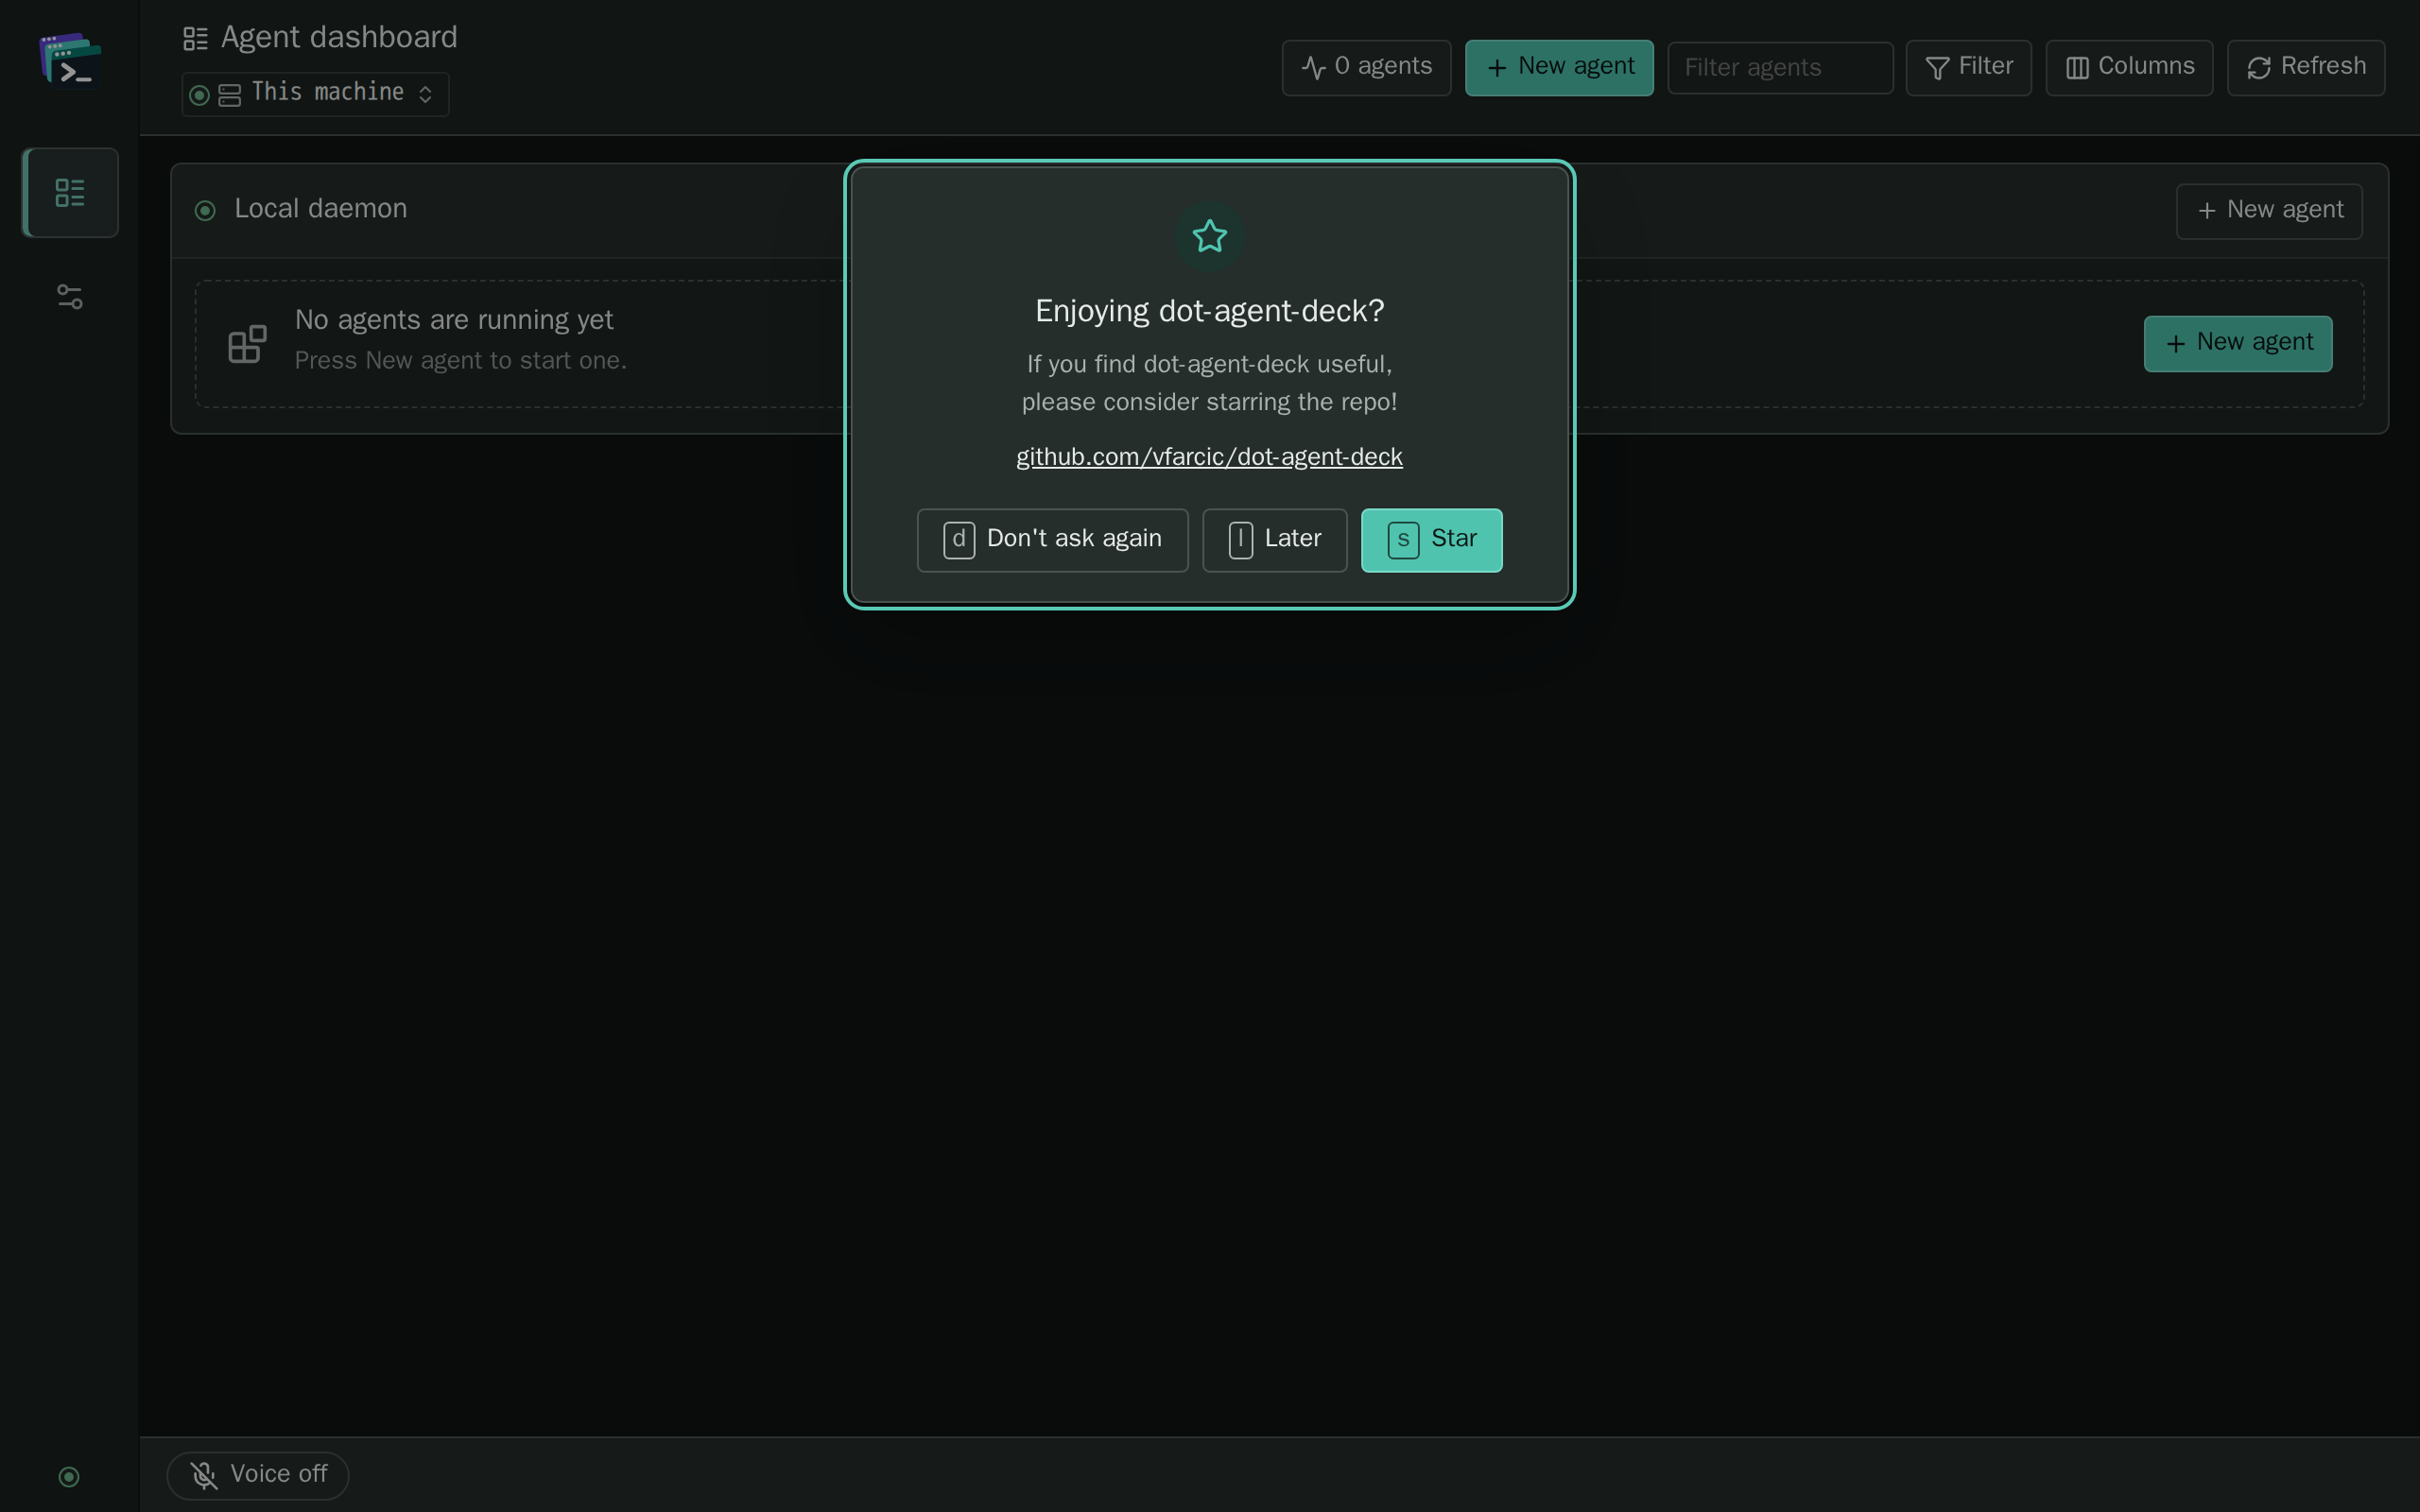 Agent dashboard
This machine
0 agents
+ New agent
Filter agents
Filter
Columns
Refresh
Local daemon
+ New agent
No agents are running yet
Press New agent to start one.
+ New agent
Enjoying dot-agent-deck?
If you find dot-agent-deck useful,
please consider starring the repo!
github.com/vfarcic/dot-agent-deck
d Don't ask again
l Later
s Star
Voice off